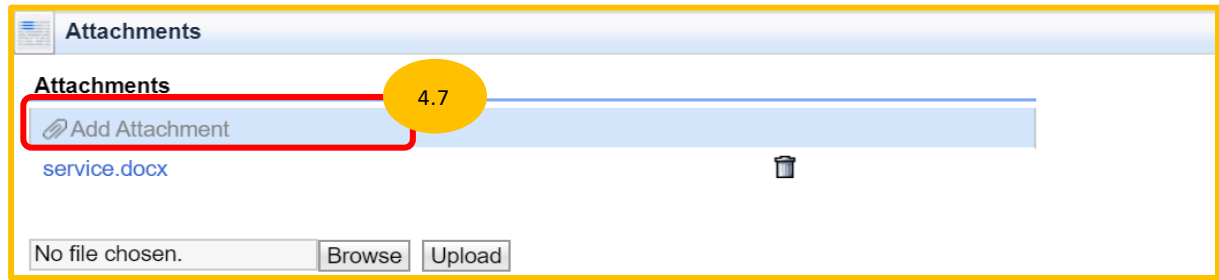 Attachments
Attachments
4.7
Add Attachment
service.docx
No file chosen. Browse Upload